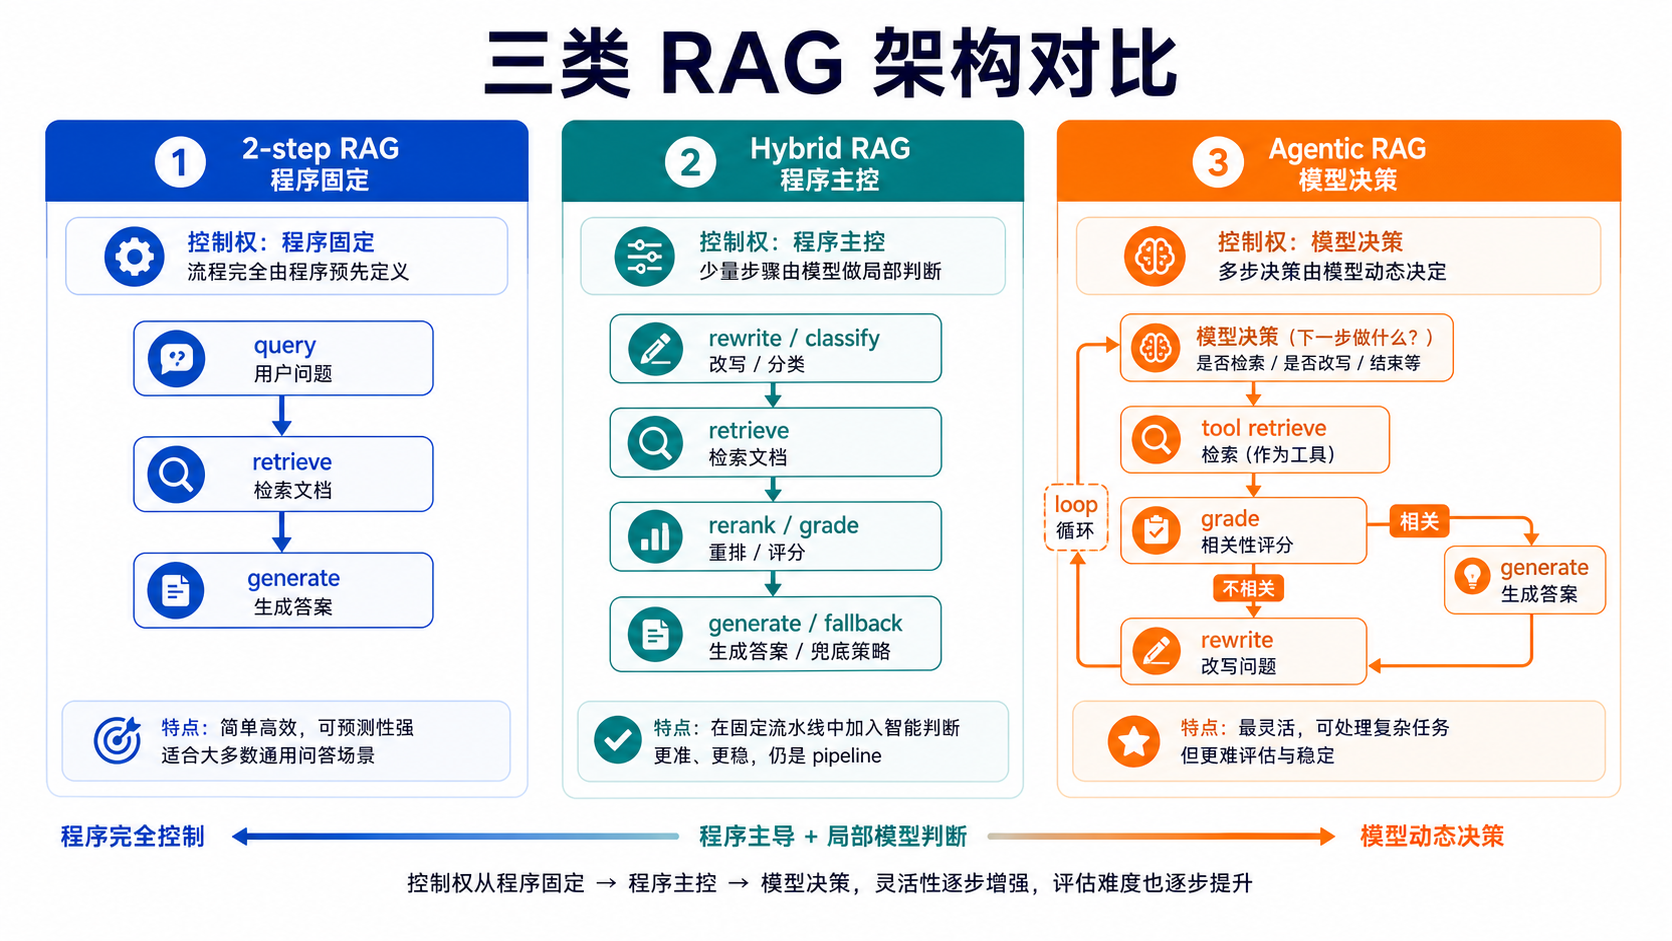 三类 RAG 架构对比
1
2-step RAG
程序固定
控制权：程序固定
流程完全由程序预先定义
query
用户问题
retrieve
检索文档
generate
生成答案
特点：简单高效，可预测性强
适合大多数通用问答场景
2
Hybrid RAG
程序主控
控制权：程序主控
少量步骤由模型做局部判断
rewrite / classify
改写 / 分类
retrieve
检索文档
rerank / grade
重排 / 评分
generate / fallback
生成答案 / 兜底策略
特点：在固定流水线中加入智能判断
更准、更稳，仍是 pipeline
3
Agentic RAG
模型决策
控制权：模型决策
多步决策由模型动态决定
模型决策（下一步做什么？）
是否检索 / 是否改写 / 结束等
tool retrieve
检索 (作为工具)
loop
循环
grade
相关性评分
相关
generate
生成答案
不相关
rewrite
改写问题
特点：最灵活，可处理复杂任务
但更难评估与稳定
程序完全控制
程序主导 + 局部模型判断
模型动态决策
控制权从程序固定 → 程序主控 → 模型决策，灵活性逐步增强，评估难度也逐步提升